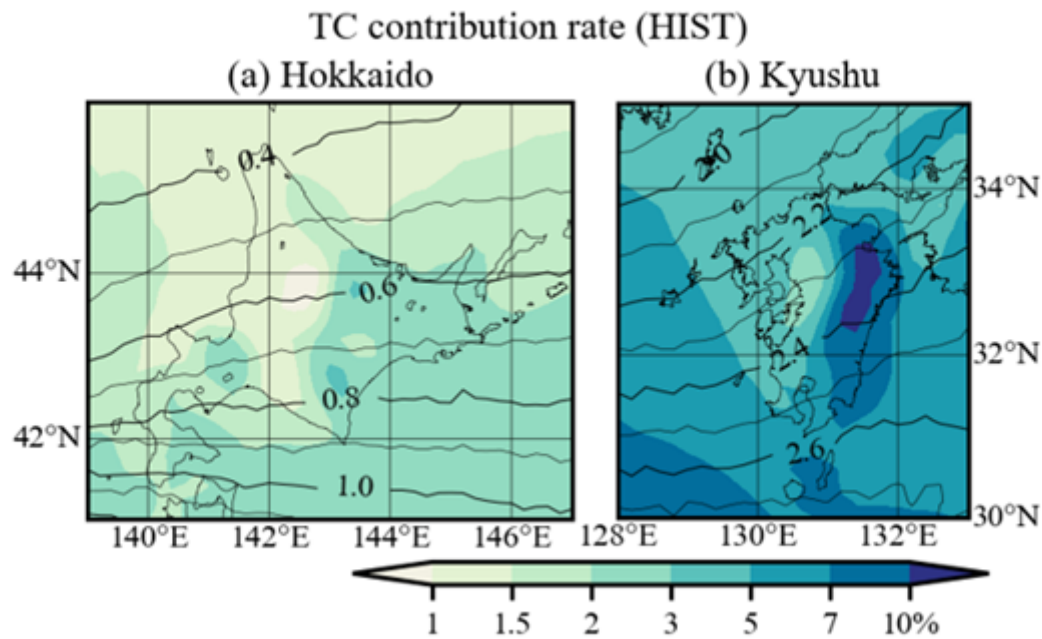 TC contribution rate (HIST)
(a) Hokkaido
(b) Kyushu
0.4
0.6
0.8
1.0
2.0
2.2
2.4
2.6
44°N
42°N
34°N
32°N
30°N
140°E 142°E 144°E 146°E
128°E 130°E 132°E
1 1.5 2 3 5 7 10%